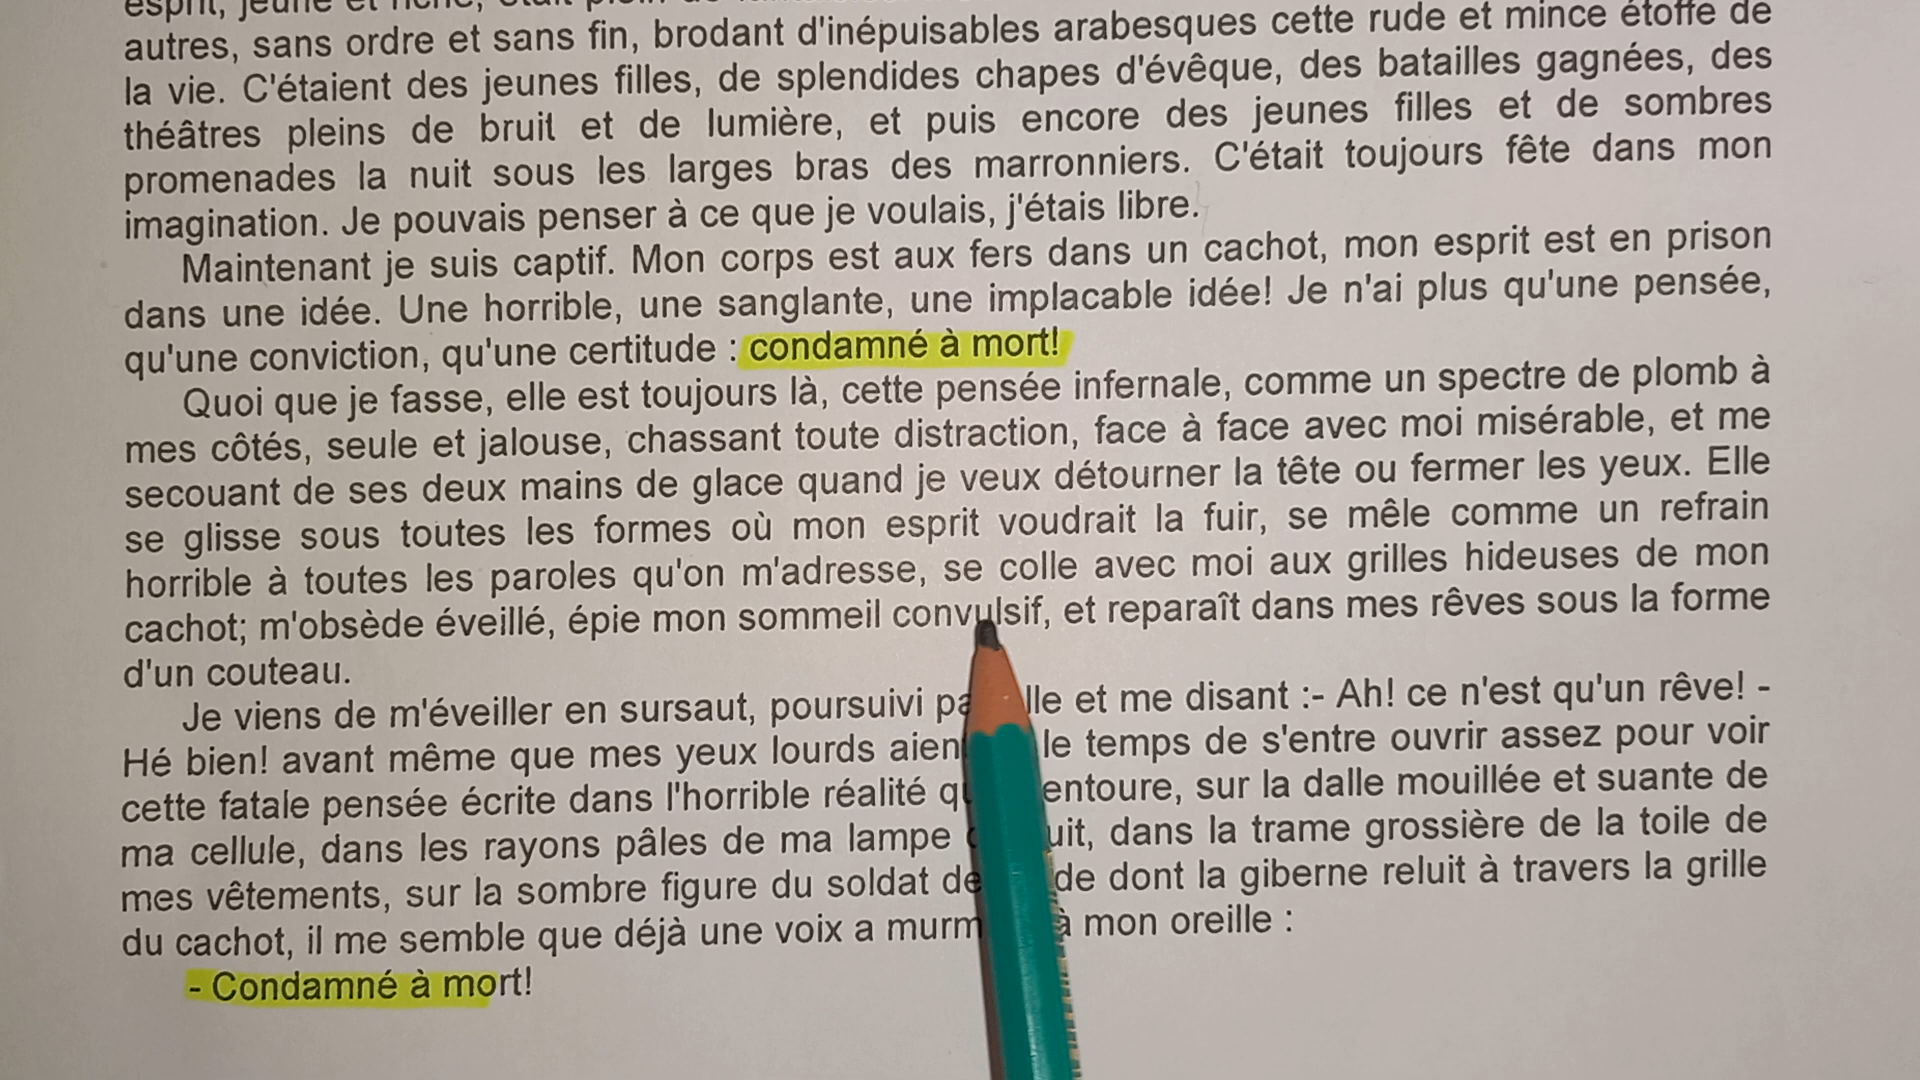 esprit, jeune et riche, était plein de
autres, sans ordre et sans fin, brodant d'inépuisables arabesques cette rude et mince étoffe de
la vie. C'étaient des jeunes filles, de splendides chapes d'évêque, des batailles gagnées, des
théâtres pleins de bruit et de lumière, et puis encore des jeunes filles et de sombres
promenades la nuit sous les larges bras des marronniers. C'était toujours fête dans mon
imagination. Je pouvais penser à ce que je voulais, j'étais libre.
Maintenant je suis captif. Mon corps est aux fers dans un cachot, mon esprit est en prison
dans une idée. Une horrible, une sanglante, une implacable idée! Je n'ai plus qu'une pensée,
qu'une conviction, qu'une certitude : condamné à mort!
Quoi que je fasse, elle est toujours là, cette pensée infernale, comme un spectre de plomb à
mes côtés, seule et jalouse, chassant toute distraction, face à face avec moi misérable, et me
secouant de ses deux mains de glace quand je veux détourner la tête ou fermer les yeux. Elle
se glisse sous toutes les formes où mon esprit voudrait la fuir, se mêle comme un refrain
horrible à toutes les paroles qu'on m'adresse, se colle avec moi aux grilles hideuses de mon
cachot; m'obsède éveillé, épie mon sommeil convulsif, et reparaît dans mes rêves sous la forme
d'un couteau.
Je viens de m'éveiller en sursaut, poursuivi et me disant :- Ah! ce n'est qu'un rêve! -
Hé bien! avant même que mes yeux lourds le temps de s'entre ouvrir assez pour voir
cette fatale pensée écrite dans l'horrible réalité entoure, sur la dalle mouillée et suante de
ma cellule, dans les rayons pâles de ma lampe dans la trame grossière de la toile de
mes vêtements, sur la sombre figure du soldat dont la giberne reluit à travers la grille
du cachot, il me semble que déjà une voix a à mon oreille :
- Condamné à mort!